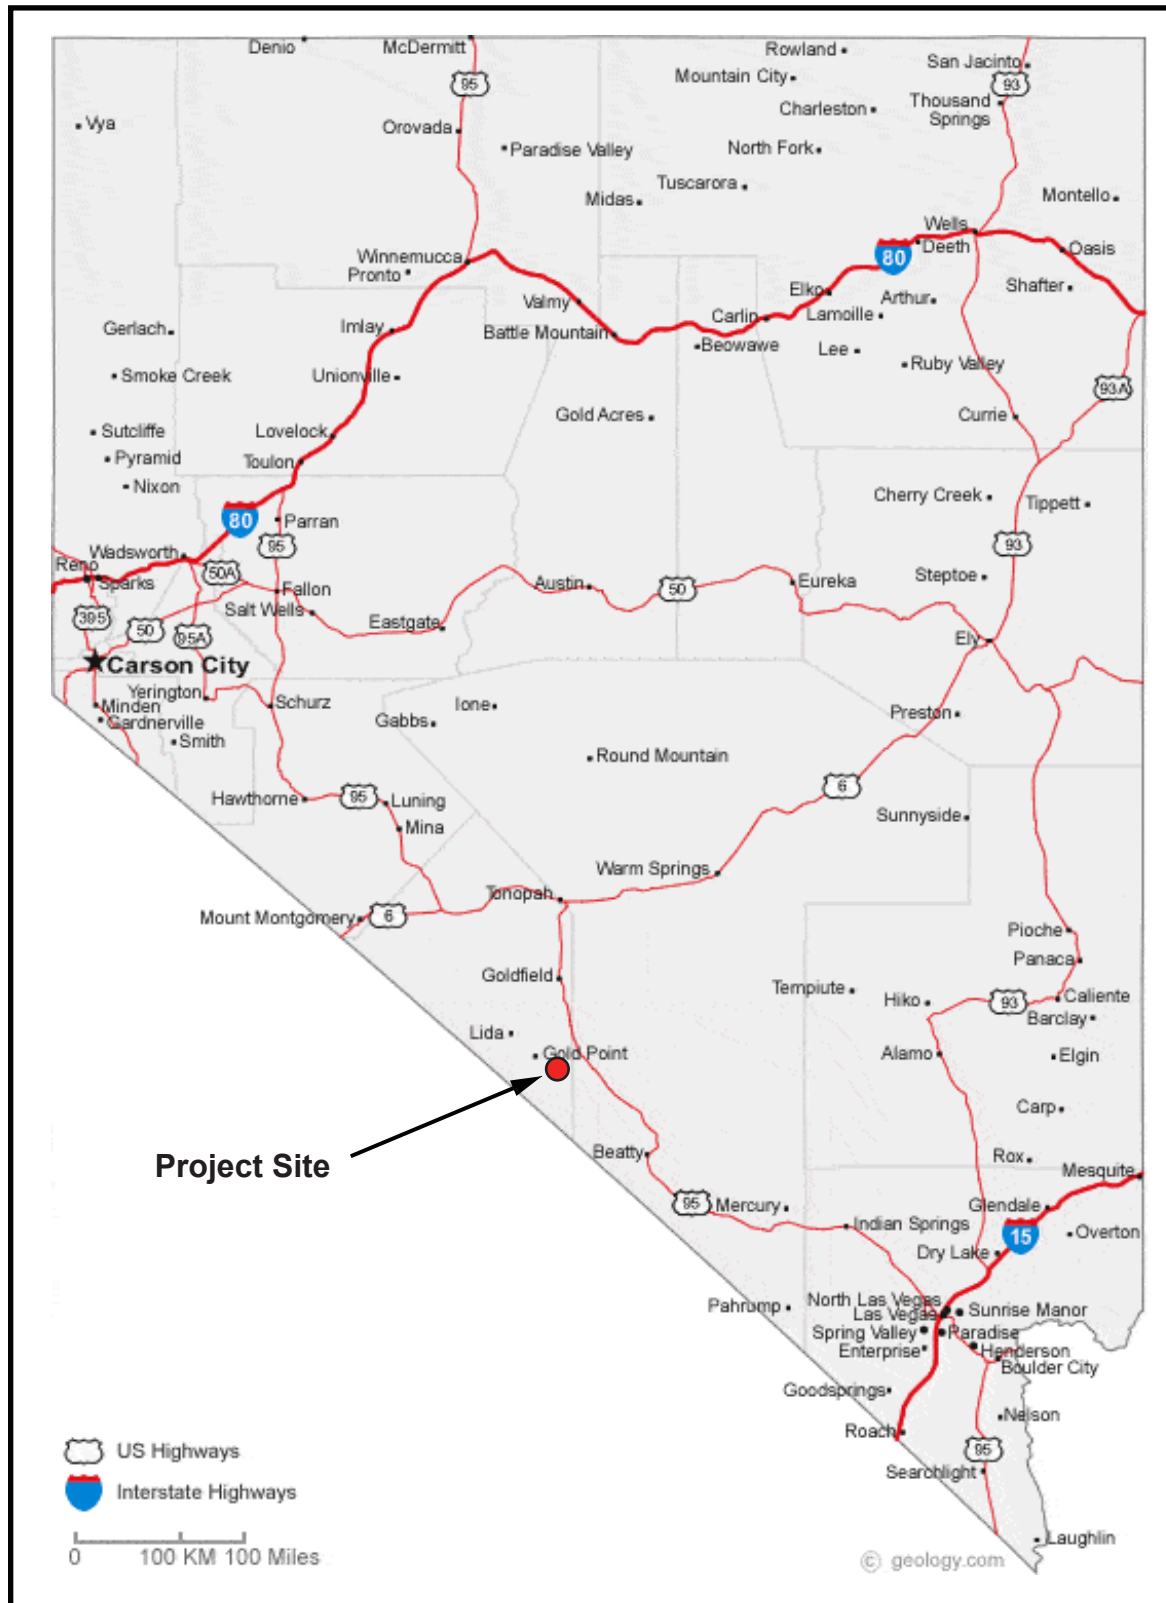 Denio
McDermitt
Rowland
San Jacinto
Mountain City
95
93
Charleston
Thousand
Springs
Vya
Orovada
Paradise Valley
North Fork
Tuscarora
Midas
Montello
Wells
Deeth
Oasis
Winnemucca
Pronto
80
Elko
Arthur
Shafter
Valmy
Carlin
Lamoille
Gerlach
Imlay
Battle Mountain
Beowawe
Lee
Ruby Valley
Smoke Creek
Unionville
93A
Gold Acres
Currie
Sutcliffe
Lovelock
Pyramid
Toulon
Nixon
Cherry Creek
Tippett
80
Parran
95
93
Wadsworth
Reno
Sparks
50A
Fallon
Austin
50
Eureka
Steptoe
395
50
Salt Wells
95A
Eastgate
Ely
Carson City
Yerington
Minden
Schurz
Ione
Gardnerville
Gabbs
Preston
Smith
Round Mountain
6
Hawthorne
95
Luning
Sunnyside
Mina
Warm Springs
Tonopah
Mount Montgomery
6
Pioche
Panaca
Goldfield
Tempiute
Hiko
93
Caliente
Barclay
Lida
Gold Point
Alamo
Elgin
Carp
Project Site
Beatty
Rox
Mesquite
95
Mercury
Glendale
Indian Springs
15
Overton
Dry Lake
Pahrump
North Las Vegas
Las Vegas
Sunrise Manor
Spring Valley
Paradise
Enterprise
Henderson
Boulder City
Goodsprings
Nelson
Roach
95
Searchlight
US Highways
Interstate Highways
0 100 KM 100 Miles
Laughlin
© geology.com